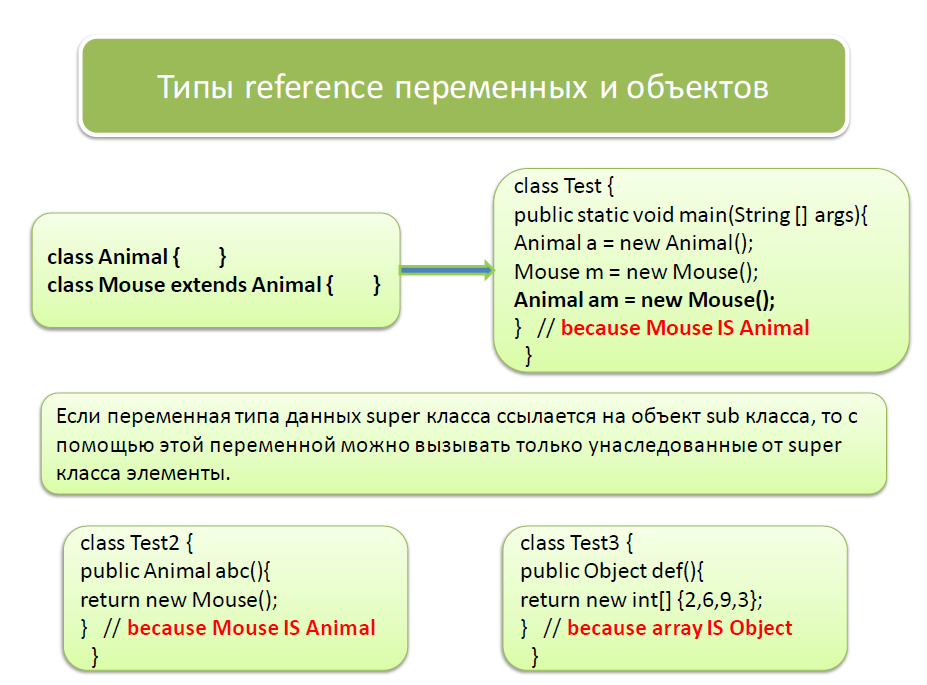 Типы reference переменных и объектов
class Animal { }
class Mouse extends Animal { }
class Test {
public static void main(String [] args){
Animal a = new Animal();
Mouse m = new Mouse();
Animal am = new Mouse();
} // because Mouse IS Animal
}
Если переменная типа данных super класса ссылается на объект sub класса, то с
помощью этой переменной можно вызывать только унаследованные от super
класса элементы.
class Test2 {
public Animal abc(){
return new Mouse();
} // because Mouse IS Animal
}
class Test3 {
public Object def(){
return new int[] {2,6,9,3};
} // because array IS Object
}